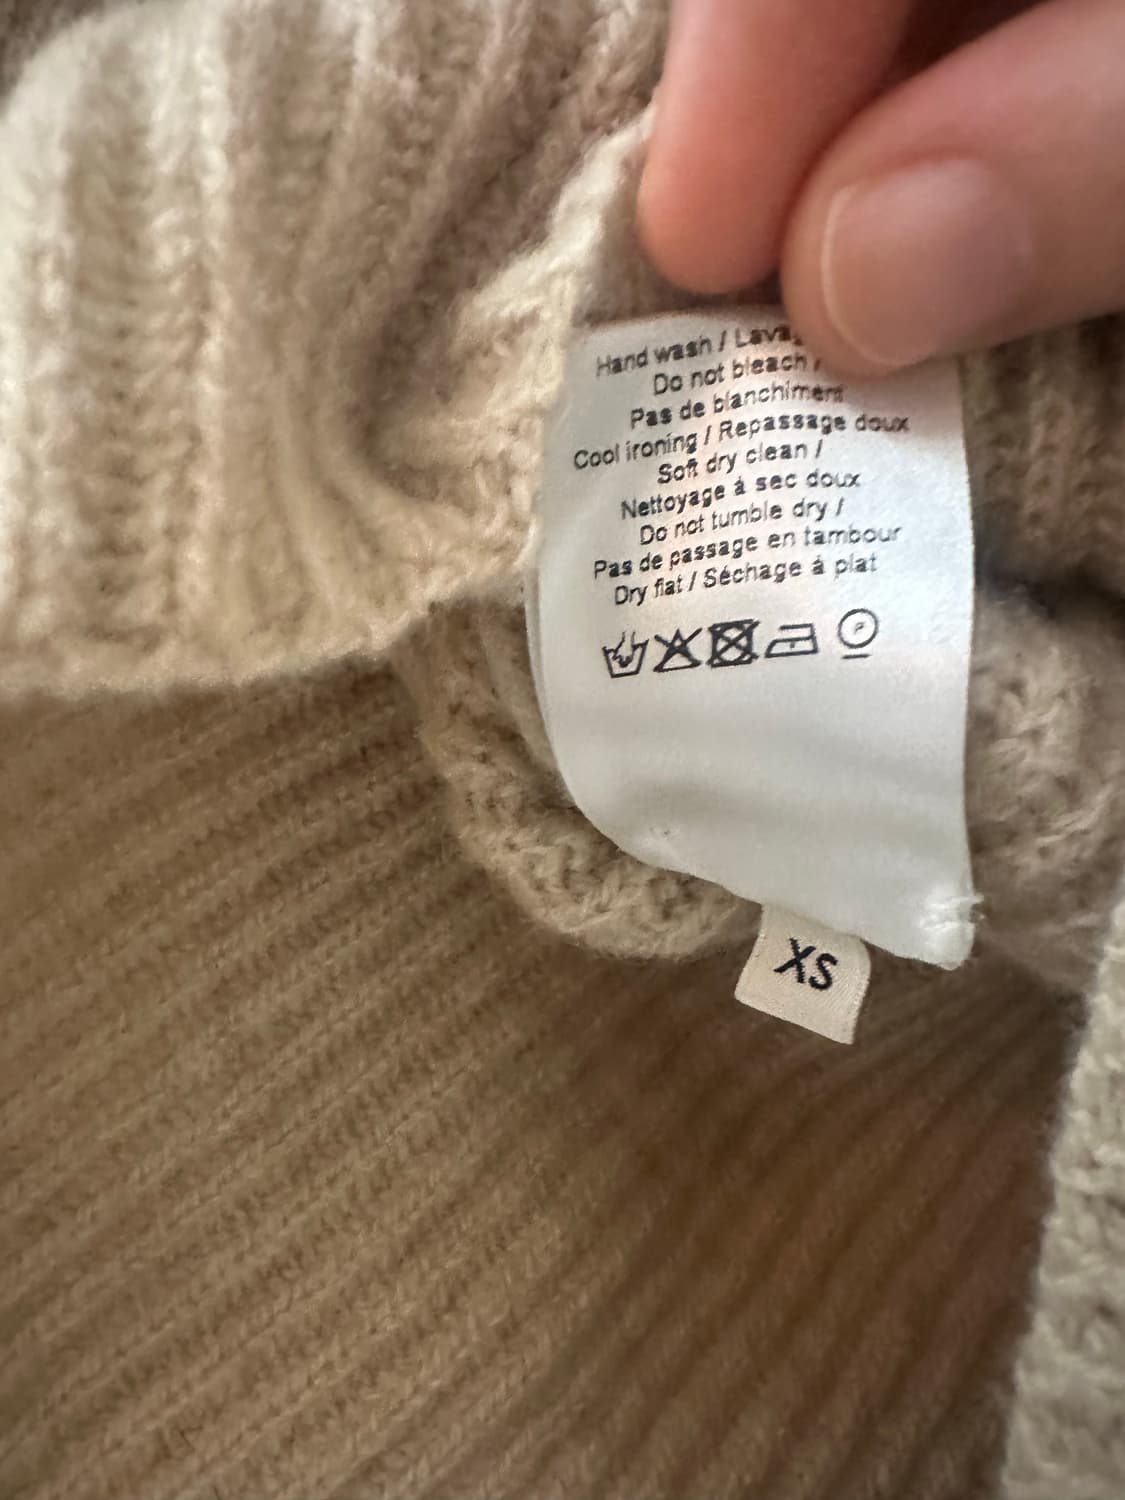 Hand wash / Lava
Do not bleach /
Pas de blanchiment
Cool ironing / Repassage doux
Soft dry clean /
Nettoyage à sec doux
Do not tumble dry /
Pas de passage en tambour
Dry flat / Séchage à plat
P
XS